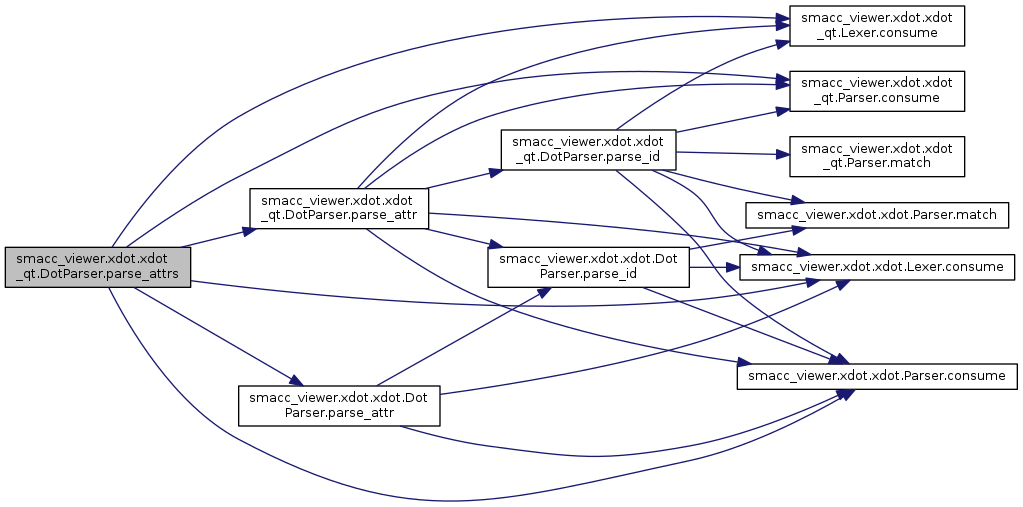 smacc_viewer.xdot.xdot
_qt.DotParser.parse_attrs
smacc_viewer.xdot.xdot
_qt.DotParser.parse_attr
smacc_viewer.xdot.xdot.Dot
Parser.parse_attr
smacc_viewer.xdot.xdot
_qt.DotParser.parse_id
smacc_viewer.xdot.xdot.Dot
Parser.parse_id
smacc_viewer.xdot.xdot
_qt.Lexer.consume
smacc_viewer.xdot.xdot
_qt.Parser.consume
smacc_viewer.xdot.xdot
_qt.Parser.match
smacc_viewer.xdot.xdot.Parser.match
smacc_viewer.xdot.xdot.Lexer.consume
smacc_viewer.xdot.xdot.Parser.consume